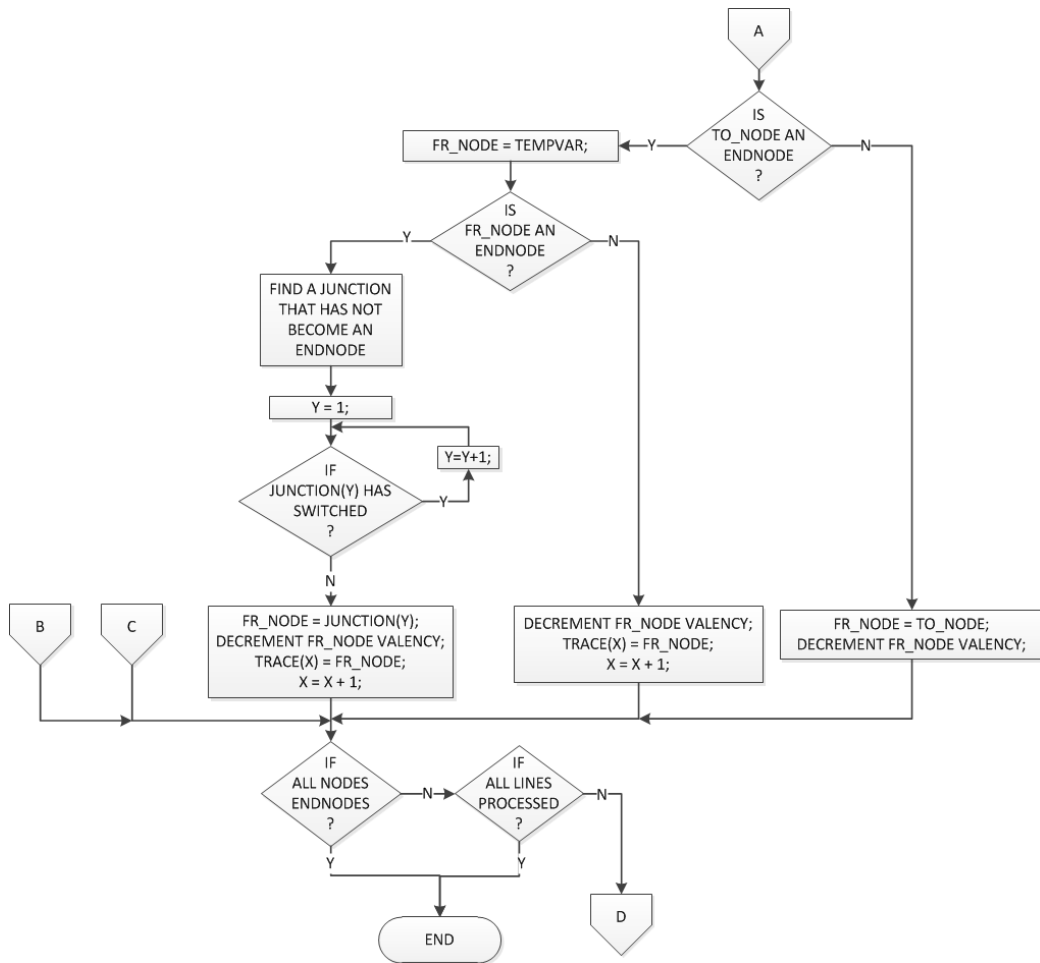 A
IS
TO_NODE AN
ENDNODE
?
Y
N
FR_NODE = TEMPVAR;
IS
FR_NODE AN
ENDNODE
?
Y
N
FIND A JUNCTION
THAT HAS NOT
BECOME AN
ENDNODE
Y = 1;
Y=Y+1;
IF
JUNCTION(Y) HAS
SWITCHED
?
Y
N
B
C
FR_NODE = JUNCTION(Y);
DECREMENT FR_NODE VALENCY;
TRACE(X) = FR_NODE;
X = X + 1;
DECREMENT FR_NODE VALENCY;
TRACE(X) = FR_NODE;
X = X + 1;
FR_NODE = TO_NODE;
DECREMENT FR_NODE VALENCY;
IF
ALL NODES
ENDNODES
?
N
Y
IF
ALL LINES
PROCESSED
?
N
Y
D
END